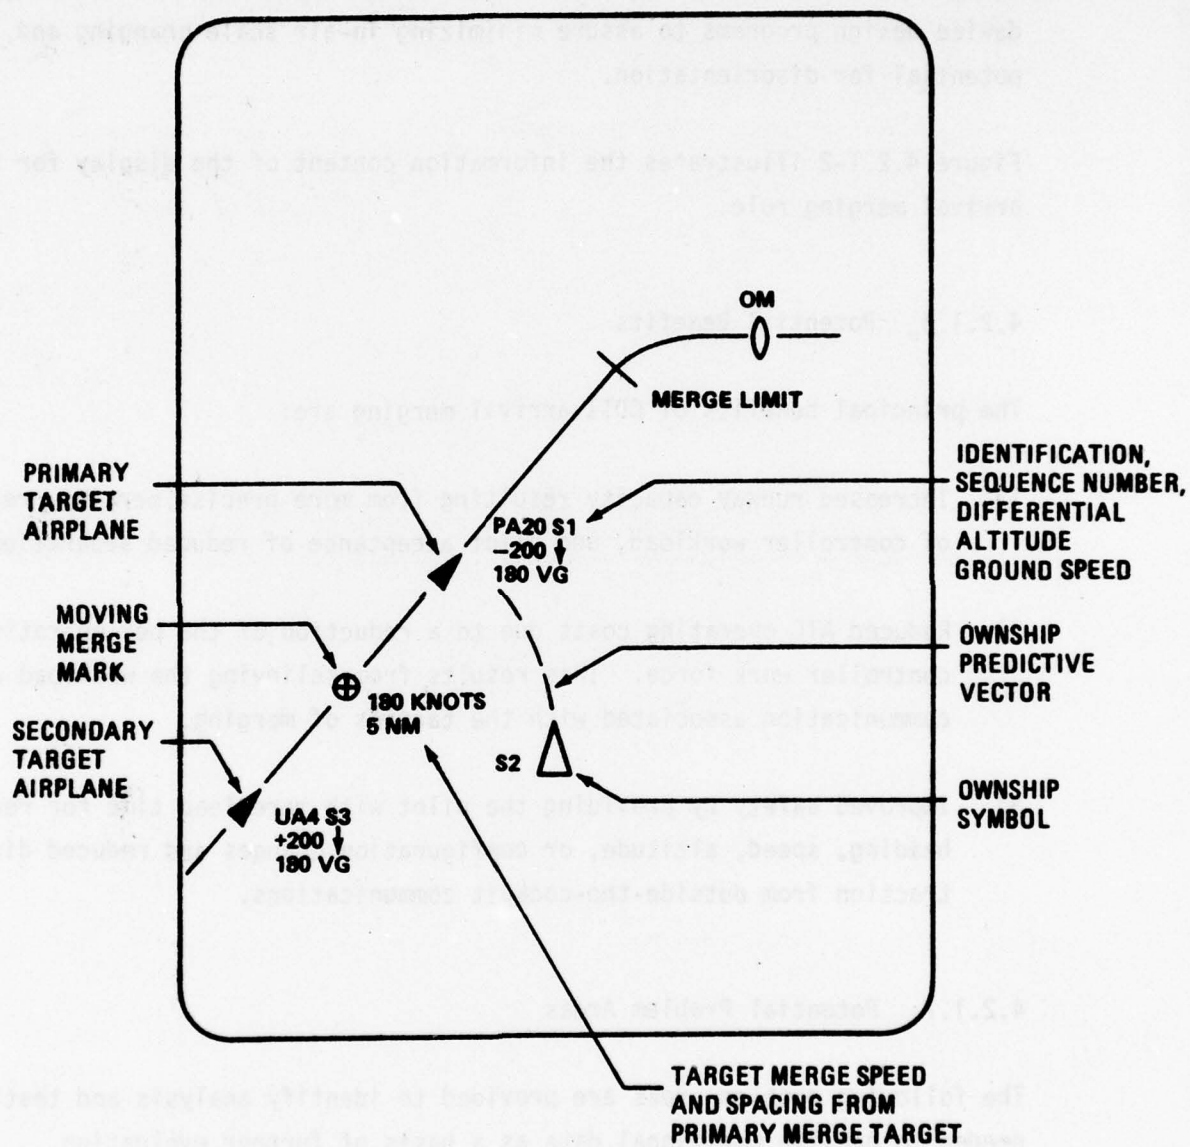 OM
MERGE LIMIT
PRIMARY
TARGET
AIRPLANE
IDENTIFICATION,
SEQUENCE NUMBER,
DIFFERENTIAL
ALTITUDE
GROUND SPEED
PA20 S1
-200
180 VG
MOVING
MERGE
MARK
OWNSHIP
PREDICTIVE
VECTOR
180 KNOTS
5 NM
SECONDARY
TARGET
AIRPLANE
S2
OWNSHIP
SYMBOL
UA4 S3
+200
180 VG
TARGET MERGE SPEED
AND SPACING FROM
PRIMARY MERGE TARGET